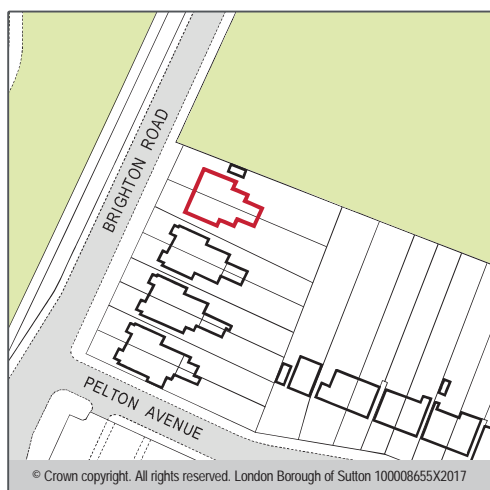 BRIGHTON ROAD
PELTON AVENUE
© Crown copyright. All rights reserved. London Borough of Sutton 100008655X2017